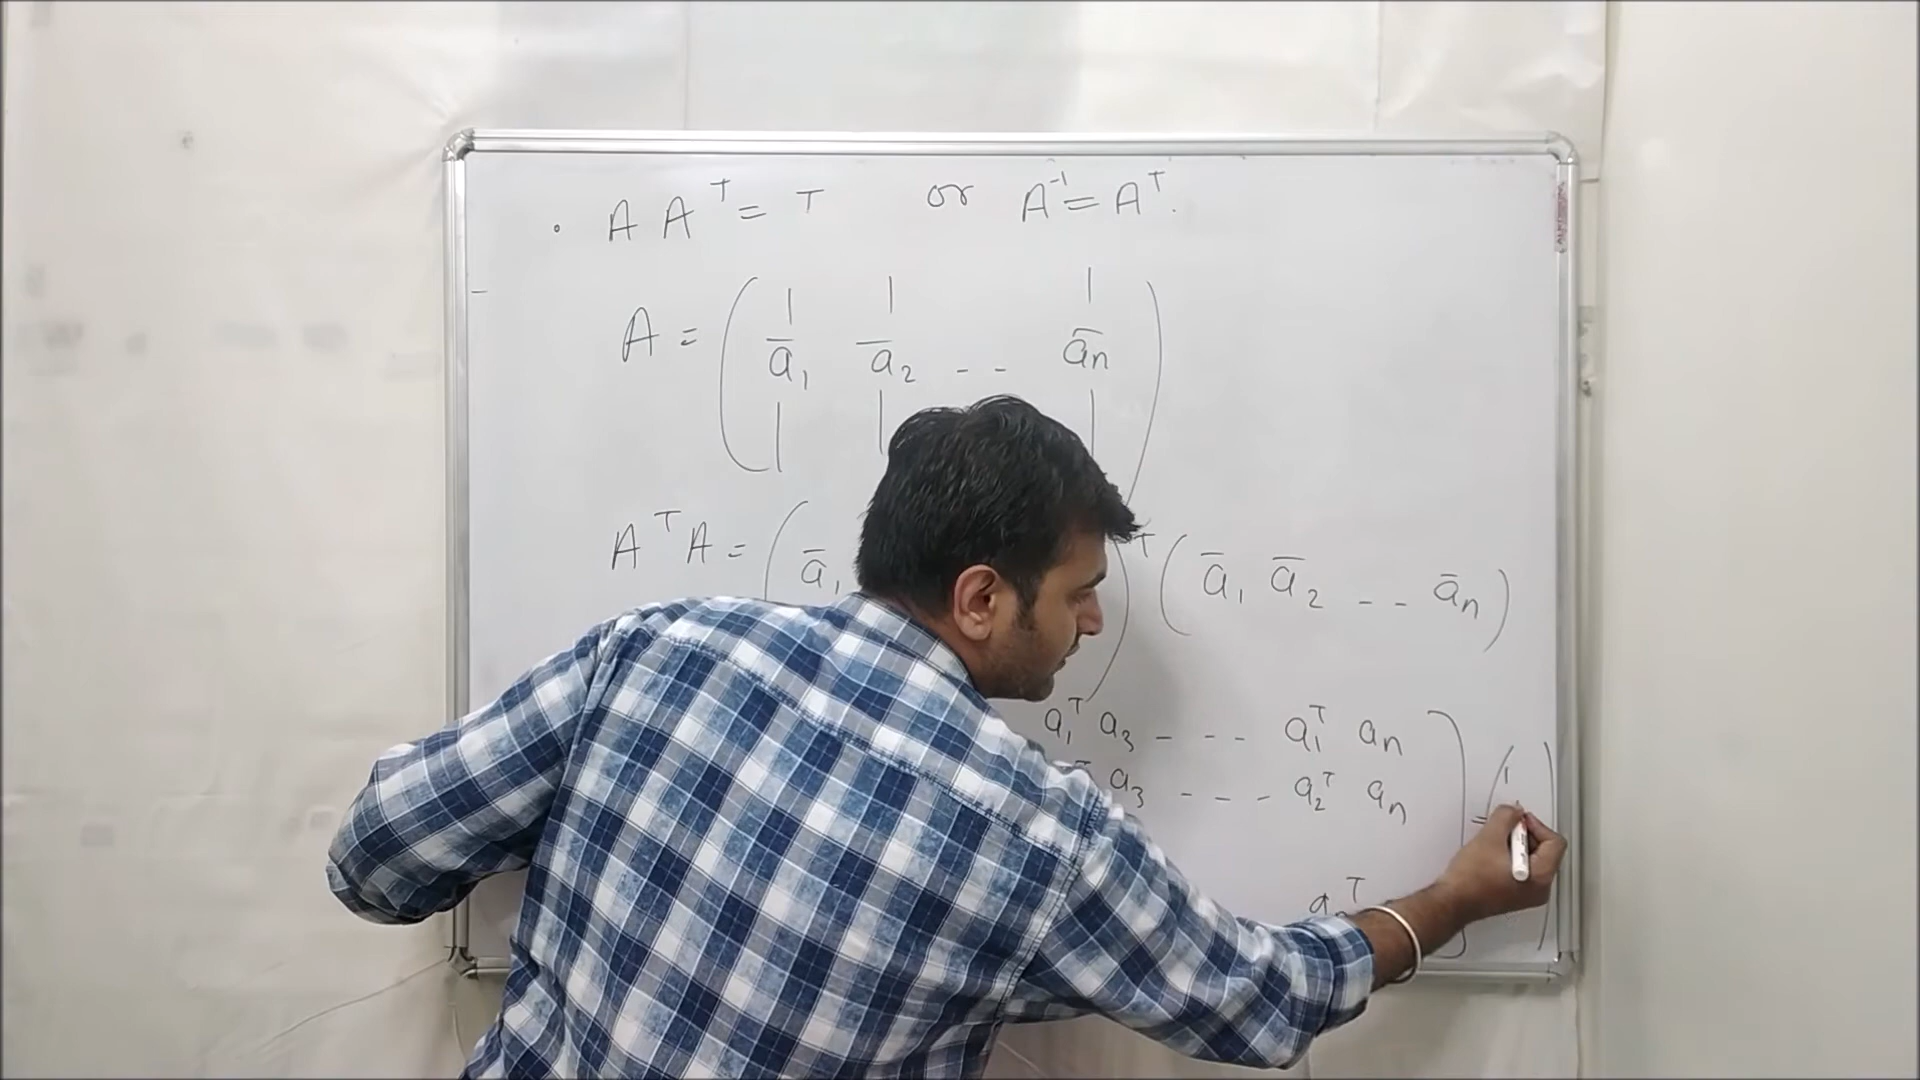 . A Aᵀ = I or A⁻¹ = Aᵀ.
A = ( ā₁ ā₂ - - āₙ )
AᵀA = ( ā₁ )ᵀ ( ā₁ ā₂ - - āₙ )
a₁ᵀ a₃ - - - a₁ᵀ aₙ
a₃ - - - a₂ᵀ aₙ ] = ( 1 )
aₙᵀ